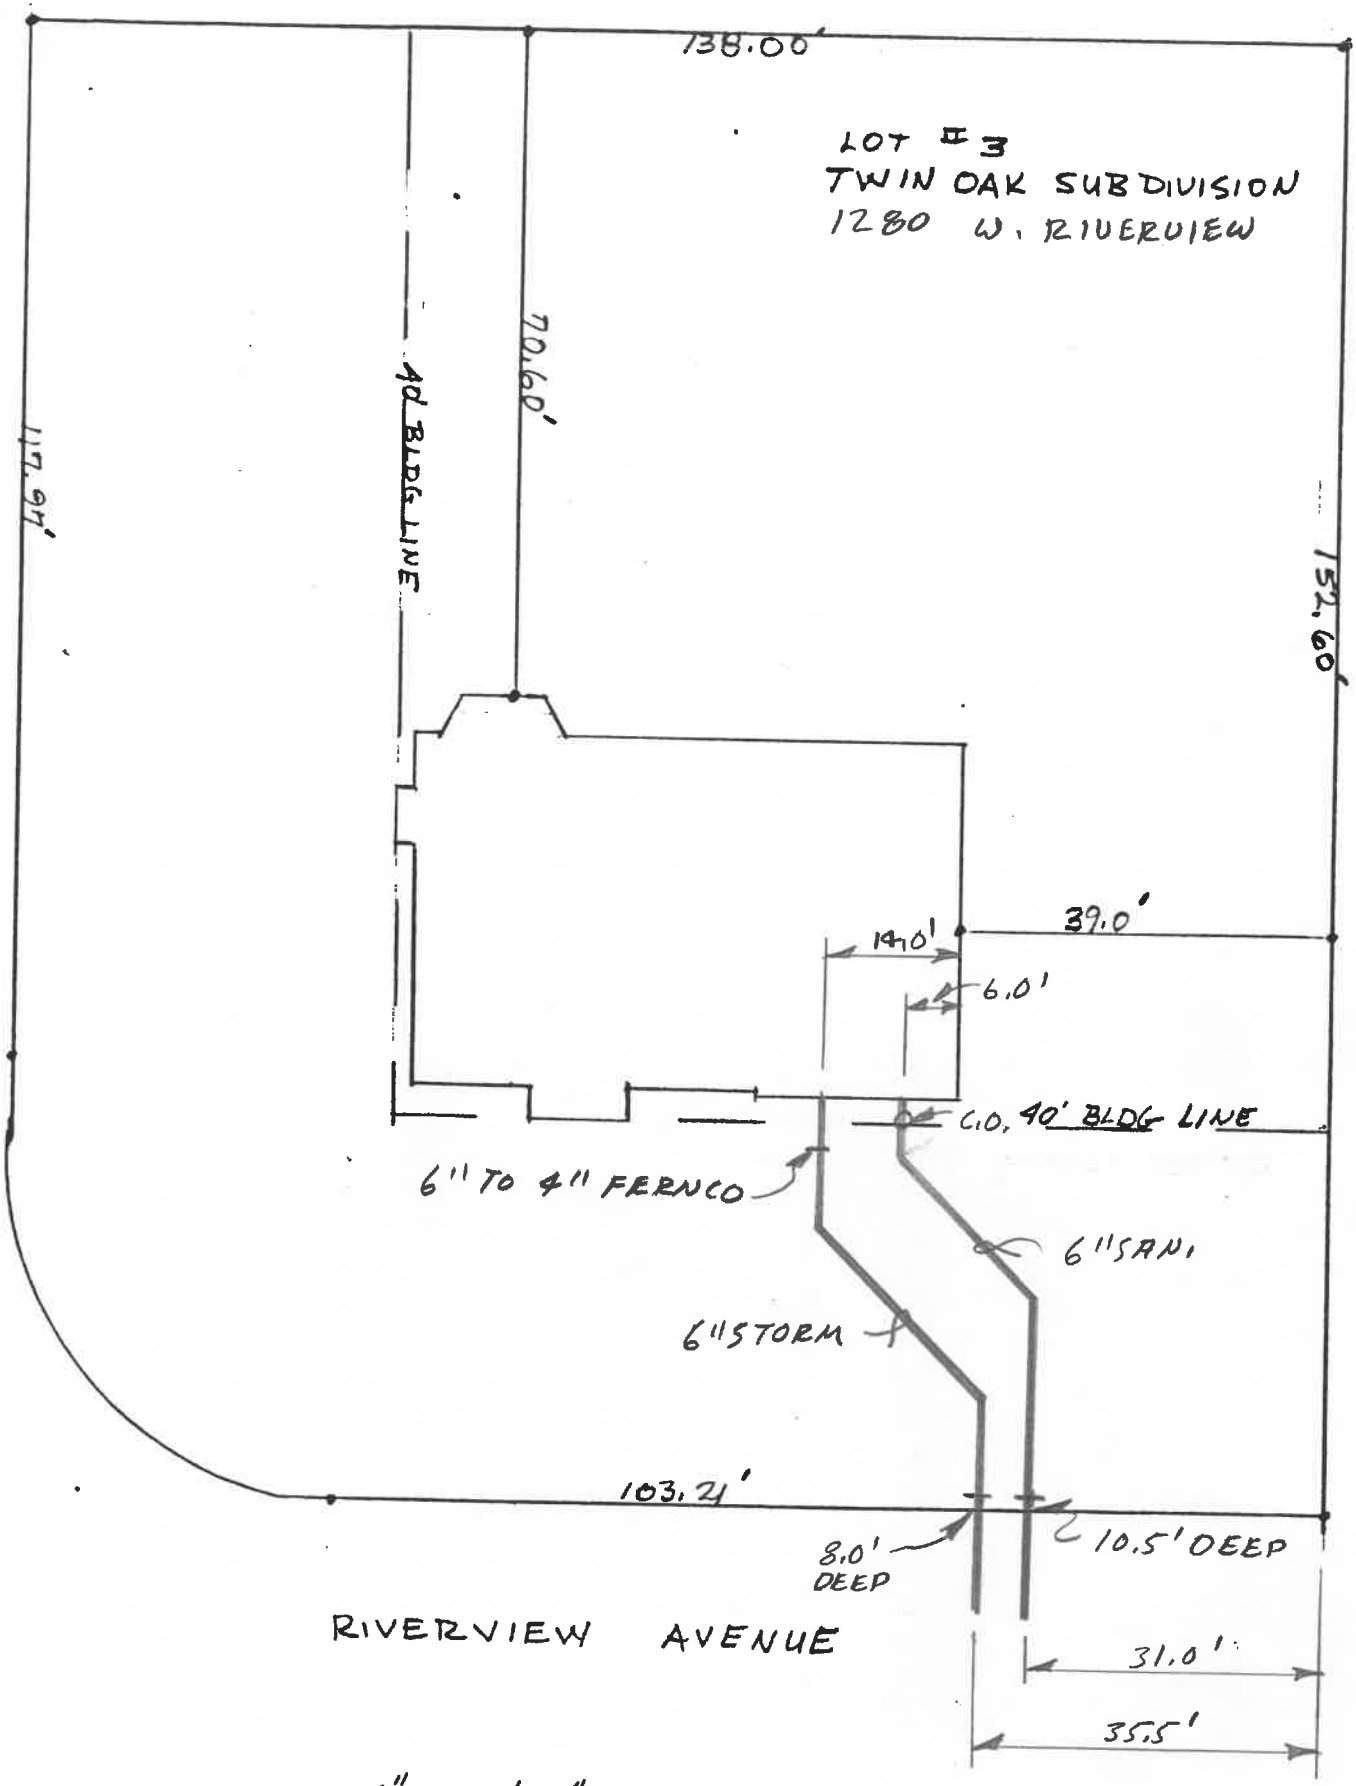 138.00'
LOT # 3
TWIN OAK SUBDIVISION
1280 W. RIVERVIEW
70.60'
40' BLDG LINE
117.97'
152.60'
39.0'
14.0'
6.0'
C.O. 40' BLDG LINE
6" TO 4" FERNCO
6" SAN.
6" STORM
103.21'
8.0'
DEEP
10.5' DEEP
RIVERVIEW AVENUE
31.0'
35.5'